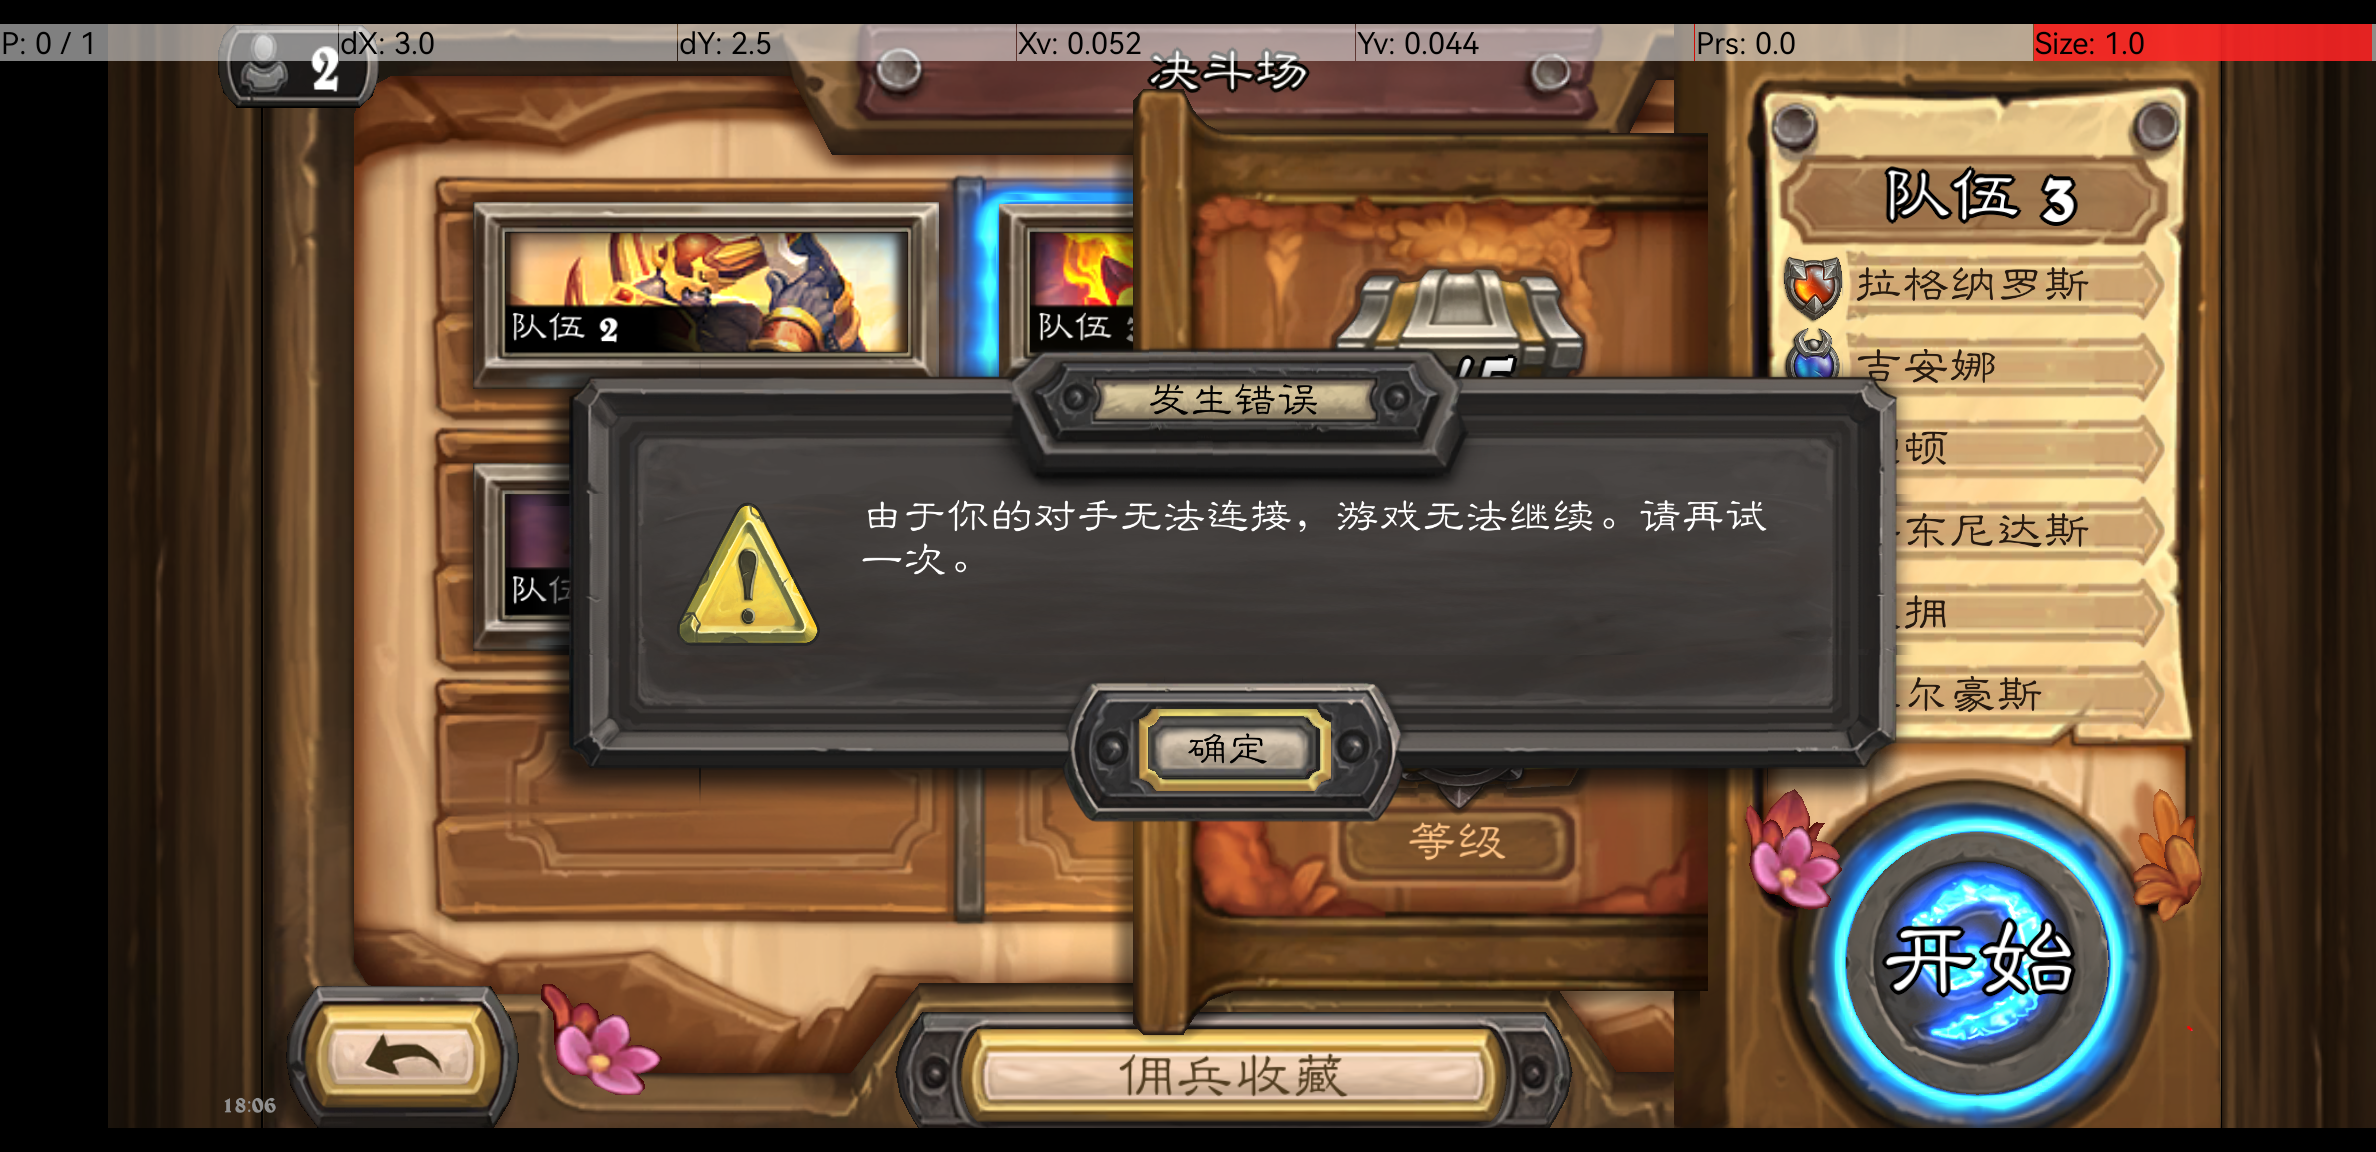 P: 0 / 1
dX: 3.0
dY: 2.5
Xv: 0.052
Yv: 0.044
Prs: 0.0
Size: 1.0
2
决斗场
队伍 2
队伍
队伍 3
拉格纳罗斯
吉安娜
顿
东尼达斯
拥
尔豪斯
发生错误
由于你的对手无法连接，游戏无法继续。请再试
一次。
确定
队
等级
开始
佣兵收藏
18:06